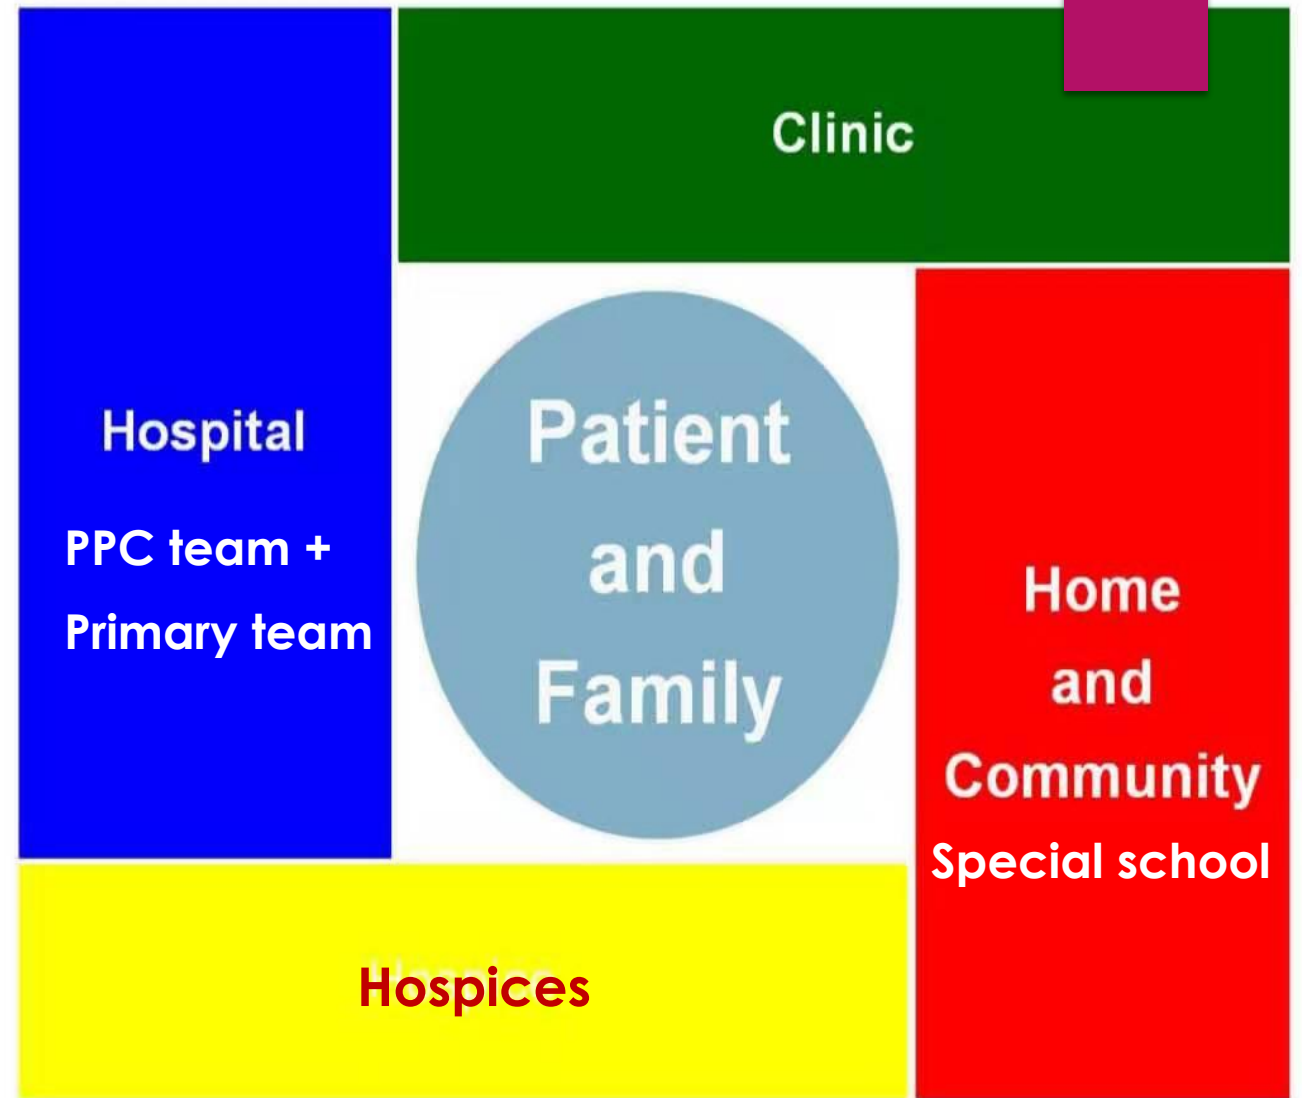 Clinic
Hospital
PPC team +
Primary team
Patient
and
Family
Home
and
Community
Special school
Hospices